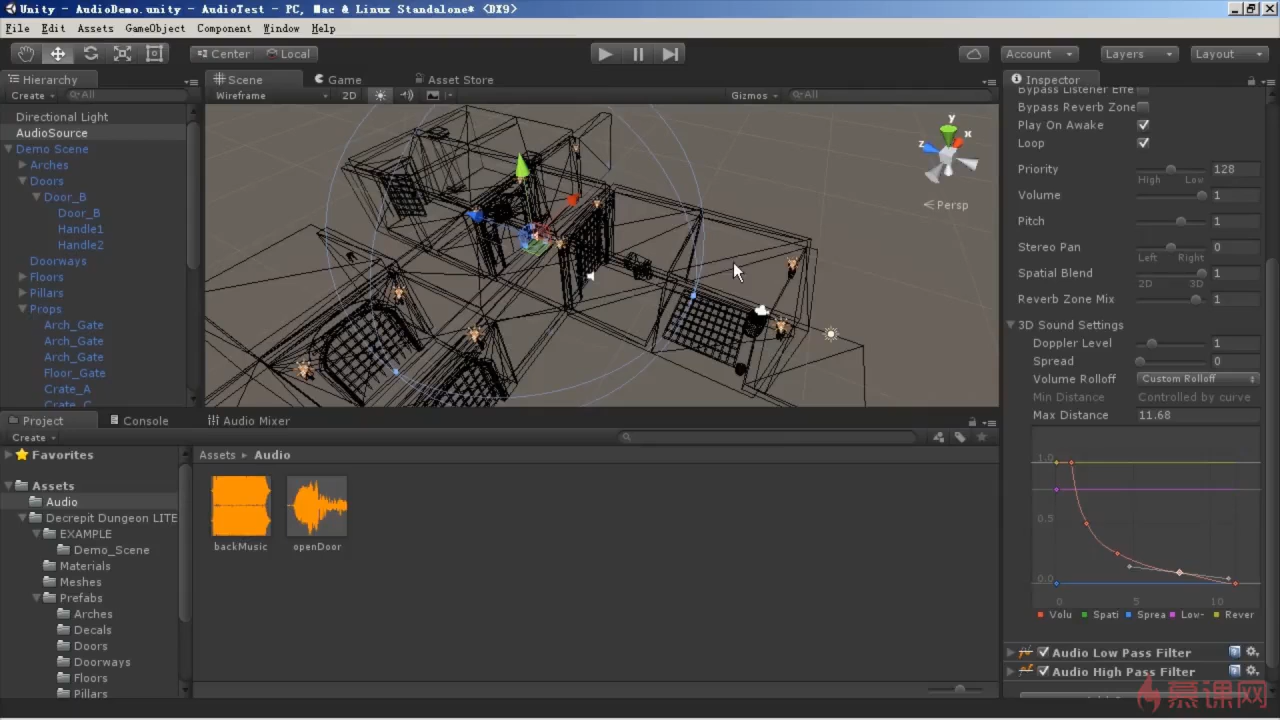 Unity - AudioDemo.unity - AudioTest - PC, Mac & Linux Standalone* <DX9>
File Edit Assets GameObject Component Window Help
Center Local Account Layers Layout
Hierarchy
Create All
Directional Light
AudioSource
Demo Scene
Arches
Doors
Door_B
Door_B
Handle1
Handle2
Doorways
Floors
Pillars
Props
Arch_Gate
Arch_Gate
Arch_Gate
Floor_Gate
Crate_A
Crate_C
Scene Game Asset Store
Wireframe 2D Gizmos All
y
x
z
Persp
Inspector
Bypass Listener Effe
Bypass Reverb Zone
Play On Awake
Loop
Priority 128
High Low
Volume 1
Pitch 1
Stereo Pan 0
Left Right
Spatial Blend 1
2D 3D
Reverb Zone Mix 1
3D Sound Settings
Doppler Level 1
Spread 0
Volume Rolloff Custom Rolloff
Min Distance Controlled by curve
Max Distance 11.68
1.0
0.5
0.0
0 5 10
Volu Spati Sprea Low- Rever
Audio Low Pass Filter
Audio High Pass Filter
Project Console Audio Mixer
Create
Favorites
Assets
Audio
Decrepit Dungeon LITE
EXAMPLE
Demo_Scene
Materials
Meshes
Prefabs
Arches
Decals
Doors
Doorways
Floors
Pillars
Assets Audio
backMusic openDoor
慕课网